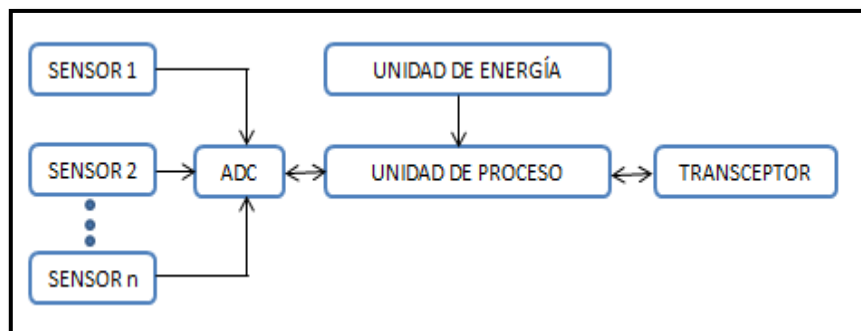 SENSOR 1
UNIDAD DE ENERGÍA
SENSOR 2
ADC
UNIDAD DE PROCESO
TRANSCEPTOR
SENSOR n